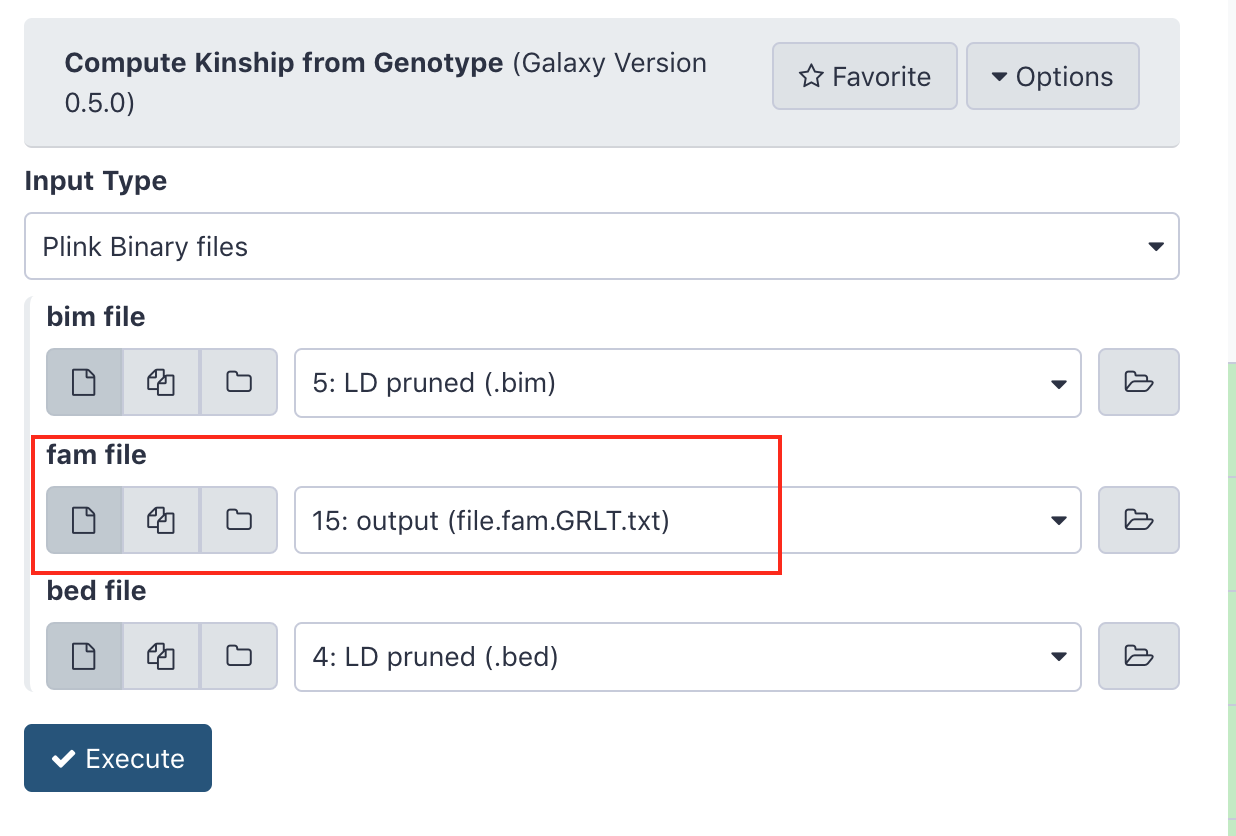 Compute Kinship from Genotype (Galaxy Version
0.5.0)
Favorite
Options
Input Type
Plink Binary files
bim file
5: LD pruned (.bim)
fam file
15: output (file.fam.GRLT.txt)
bed file
4: LD pruned (.bed)
Execute